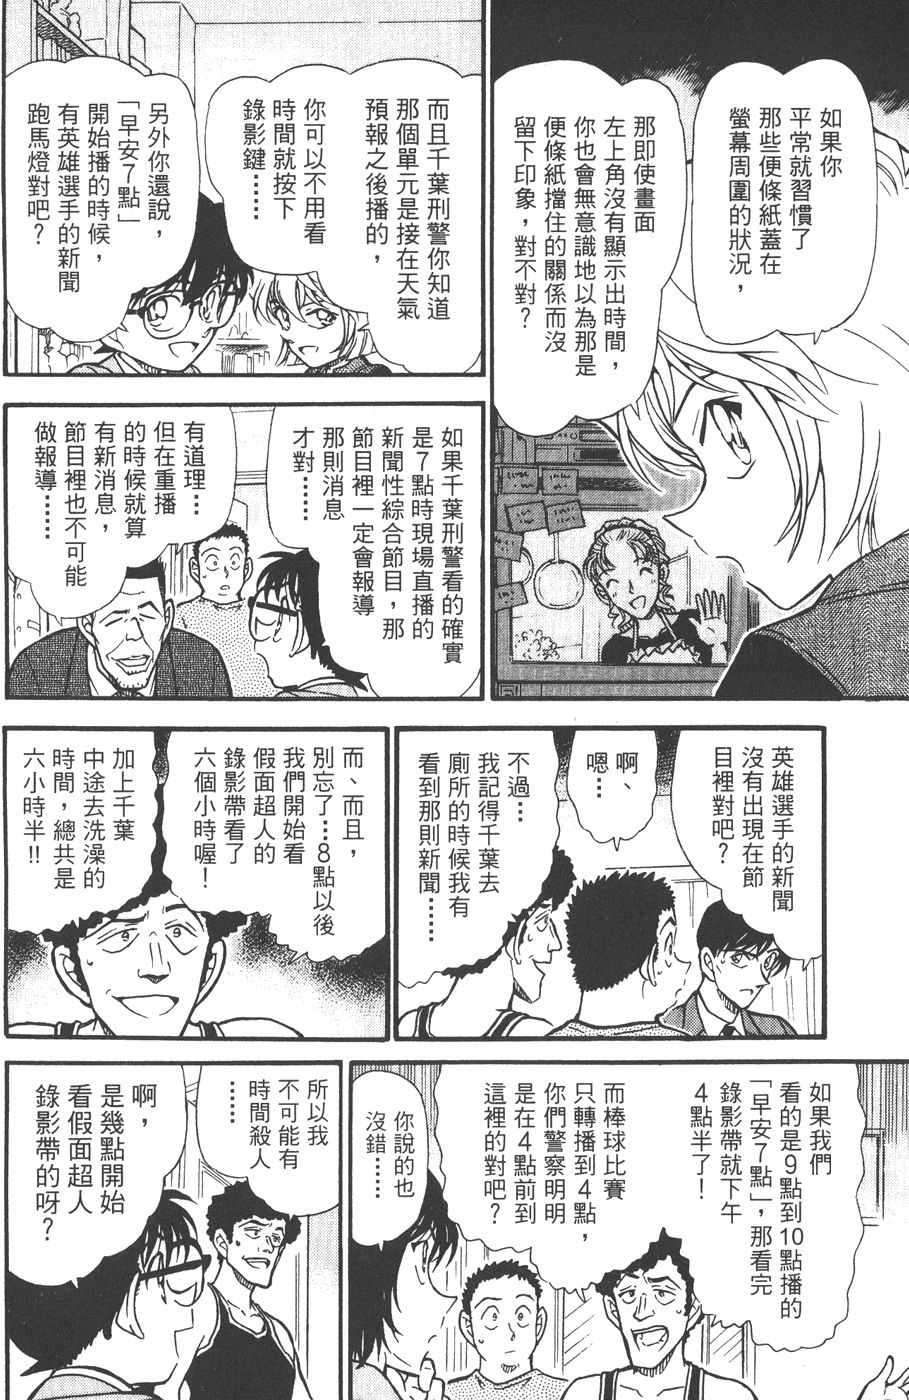 如果你
平常就習慣了
那些便條紙蓋在
螢幕周圍的狀況，
那即使畫面
左上角沒有顯示出時間，
你也會無意識地以為那是
便條紙擋住的關係而沒
留下印象，對不對？
而且千葉刑警你知道
那個單元是接在天氣
預報之後播的，
你可以不用看
時間就按下
錄影鍵……
另外你還說，
「早安7點」
開始播的時候，
有英雄選手的新聞
跑馬燈對吧？
如果千葉刑警看的確實
是7點時現場直播的
新聞性綜合節目，那
節目裡一定會報導
那則消息
才對……
有道理…
但在重播
的時候就算
有新消息，
節目裡也不可能
做報導……
英雄選手的新聞
沒有出現在節
目裡對吧？
啊、
嗯…
不過…
我記得千葉去
廁所的時候我有
看到那則新聞……
而、而且，
別忘了…8點以後
我們開始看
假面超人的
錄影帶看了
六個小時喔！
加上千葉
中途去洗澡的
時間，總共是
六小時半!!
如果我們
看的是9點到10點播的
「早安7點」，那看完
錄影帶就下午
4點半了！
而棒球比賽
只轉播到4點，
你們警察明明
是在4點前到
這裡的對吧？
你說的也
沒錯……
所以我
不可能有
時間殺人
……
啊，
是幾點開始
看假面超人
錄影帶的呀？